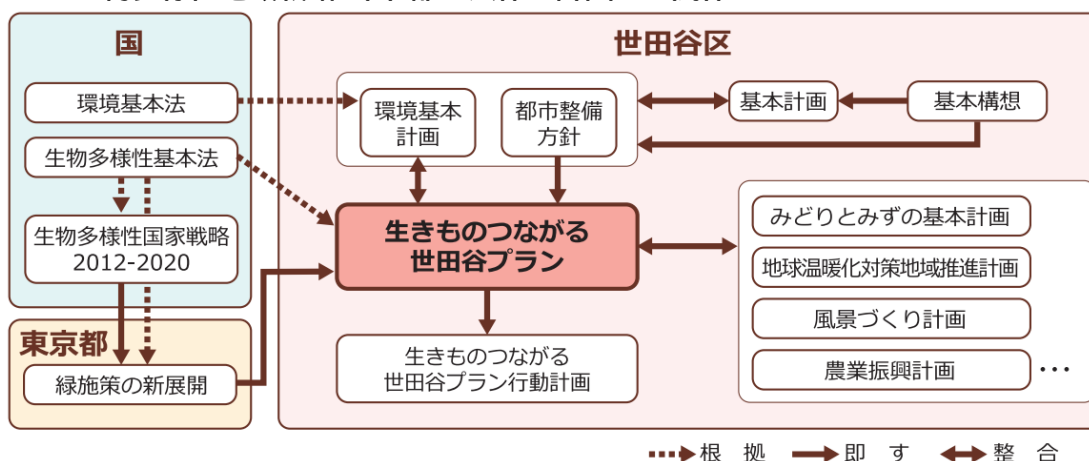 国
世田谷区
環境基本法
環境基本
計画
都市整備
方針
基本計画
基本構想
生物多様性基本法
生物多様性国家戦略
2012-2020
生きものつながる
世田谷プラン
みどりとみずの基本計画
地球温暖化対策地域推進計画
風景づくり計画
農業振興計画
・・・
東京都
緑施策の新展開
生きものつながる
世田谷プラン行動計画
根 拠
即 す
整 合